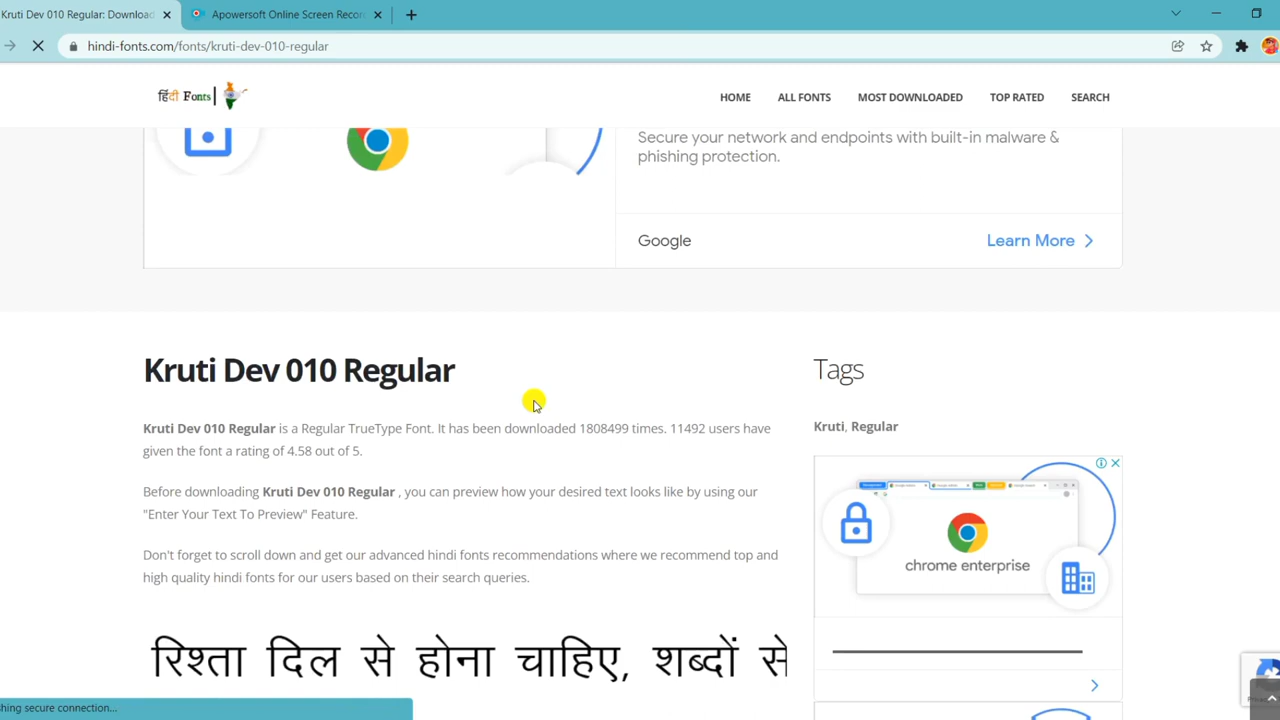 Kruti Dev 010 Regular: Download
Apowersoft Online Screen Recor
hindi-fonts.com/fonts/kruti-dev-010-regular
हिंदी Fonts
HOME
ALL FONTS
MOST DOWNLOADED
TOP RATED
SEARCH
Secure your network and endpoints with built-in malware &
phishing protection.
Google
Learn More
Kruti Dev 010 Regular
Tags
Kruti Dev 010 Regular is a Regular TrueType Font. It has been downloaded 1808499 times. 11492 users have
given the font a rating of 4.58 out of 5.
Kruti, Regular
Before downloading Kruti Dev 010 Regular , you can preview how your desired text looks like by using our
"Enter Your Text To Preview" Feature.
chrome enterprise
Don't forget to scroll down and get our advanced hindi fonts recommendations where we recommend top and
high quality hindi fonts for our users based on their search queries.
रिश्ता दिल से होना चाहिए, शब्दों से
hing secure connection...